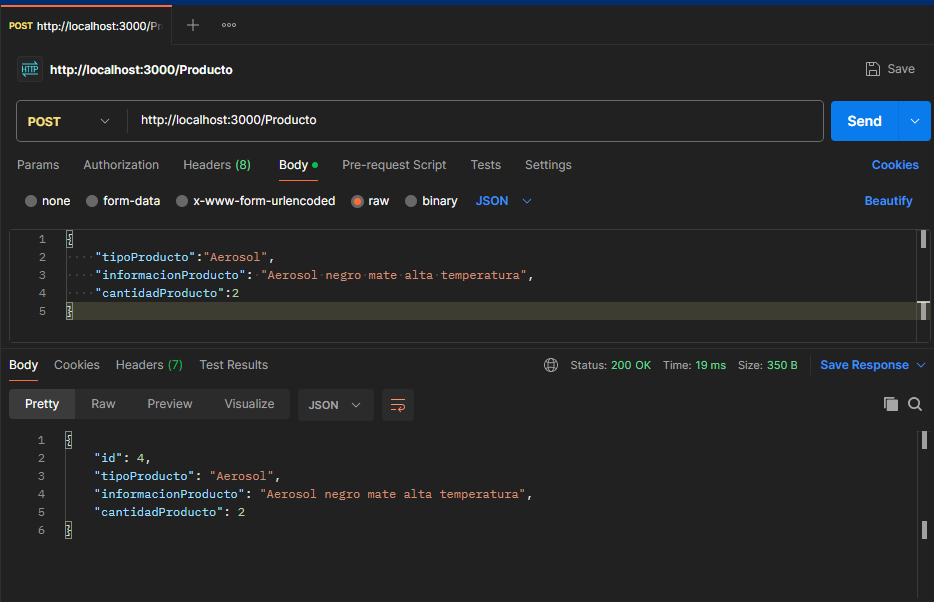 POST http://localhost:3000/Pr
HTTP http://localhost:3000/Producto Save
POST http://localhost:3000/Producto Send
Params Authorization Headers (8) Body Pre-request Script Tests Settings Cookies
none form-data x-www-form-urlencoded raw binary JSON Beautify
1 {
2 "tipoProducto":"Aerosol",
3 "informacionProducto": "Aerosol negro mate alta temperatura",
4 "cantidadProducto":2
5 }
Body Cookies Headers (7) Test Results Status: 200 OK Time: 19 ms Size: 350 B Save Response
Pretty Raw Preview Visualize JSON
1 {
2 "id": 4,
3 "tipoProducto": "Aerosol",
4 "informacionProducto": "Aerosol negro mate alta temperatura",
5 "cantidadProducto": 2
6 }